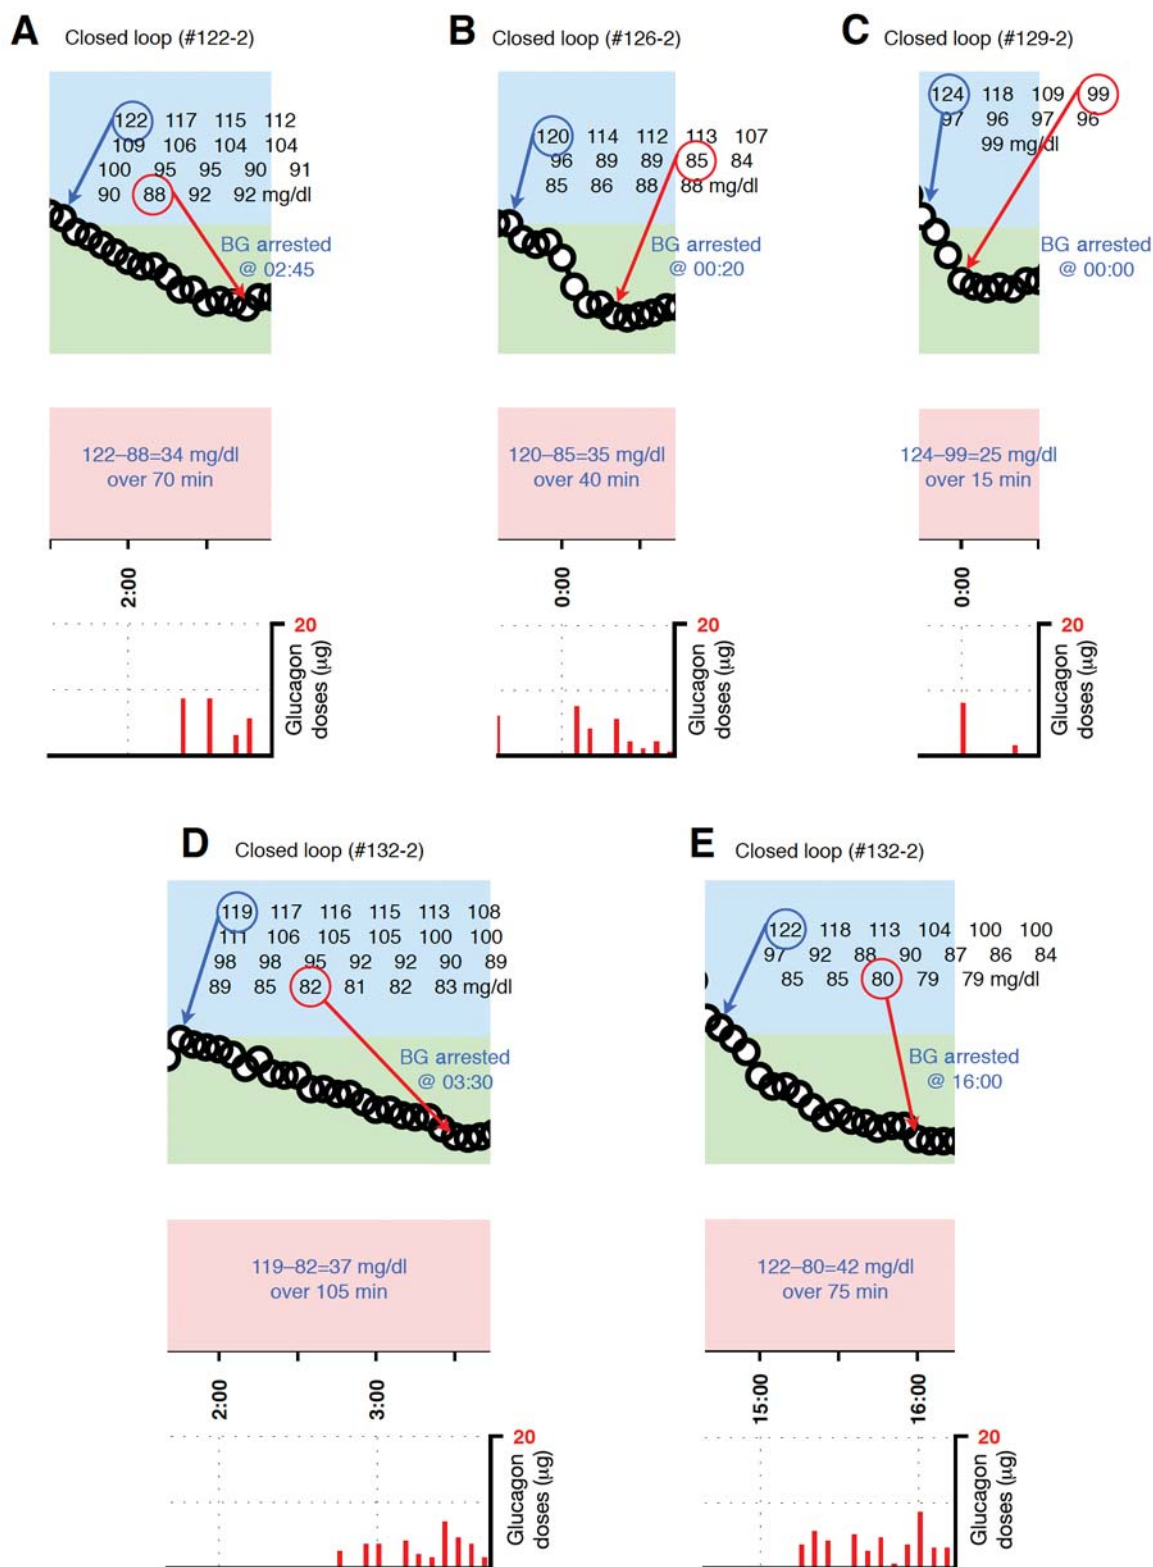 A Closed loop (#122-2)
122 117 115 112
109 106 104 104
100 95 95 90 91
90 88 92 92 mg/dl
BG arrested
@ 02:45
122–88=34 mg/dl
over 70 min
2:00
20
Glucagon
doses (µg)
B Closed loop (#126-2)
120 114 112 113 107
96 89 89 85 84
85 86 88 88 mg/dl
BG arrested
@ 00:20
120–85=35 mg/dl
over 40 min
0:00
20
Glucagon
doses (µg)
C Closed loop (#129-2)
124 118 109 99
97 96 97 96
99 mg/dl
BG arrested
@ 00:00
124–99=25 mg/dl
over 15 min
0:00
20
Glucagon
doses (µg)
D Closed loop (#132-2)
119 117 116 115 113 108
111 106 105 105 100 100
98 98 95 92 92 90 89
89 85 82 81 82 83 mg/dl
BG arrested
@ 03:30
119–82=37 mg/dl
over 105 min
2:00
3:00
20
Glucagon
doses (µg)
E Closed loop (#132-2)
122 118 113 104 100 100
97 92 88 90 87 86 84
85 85 80 79 79 mg/dl
BG arrested
@ 16:00
122–80=42 mg/dl
over 75 min
15:00
16:00
20
Glucagon
doses (µg)